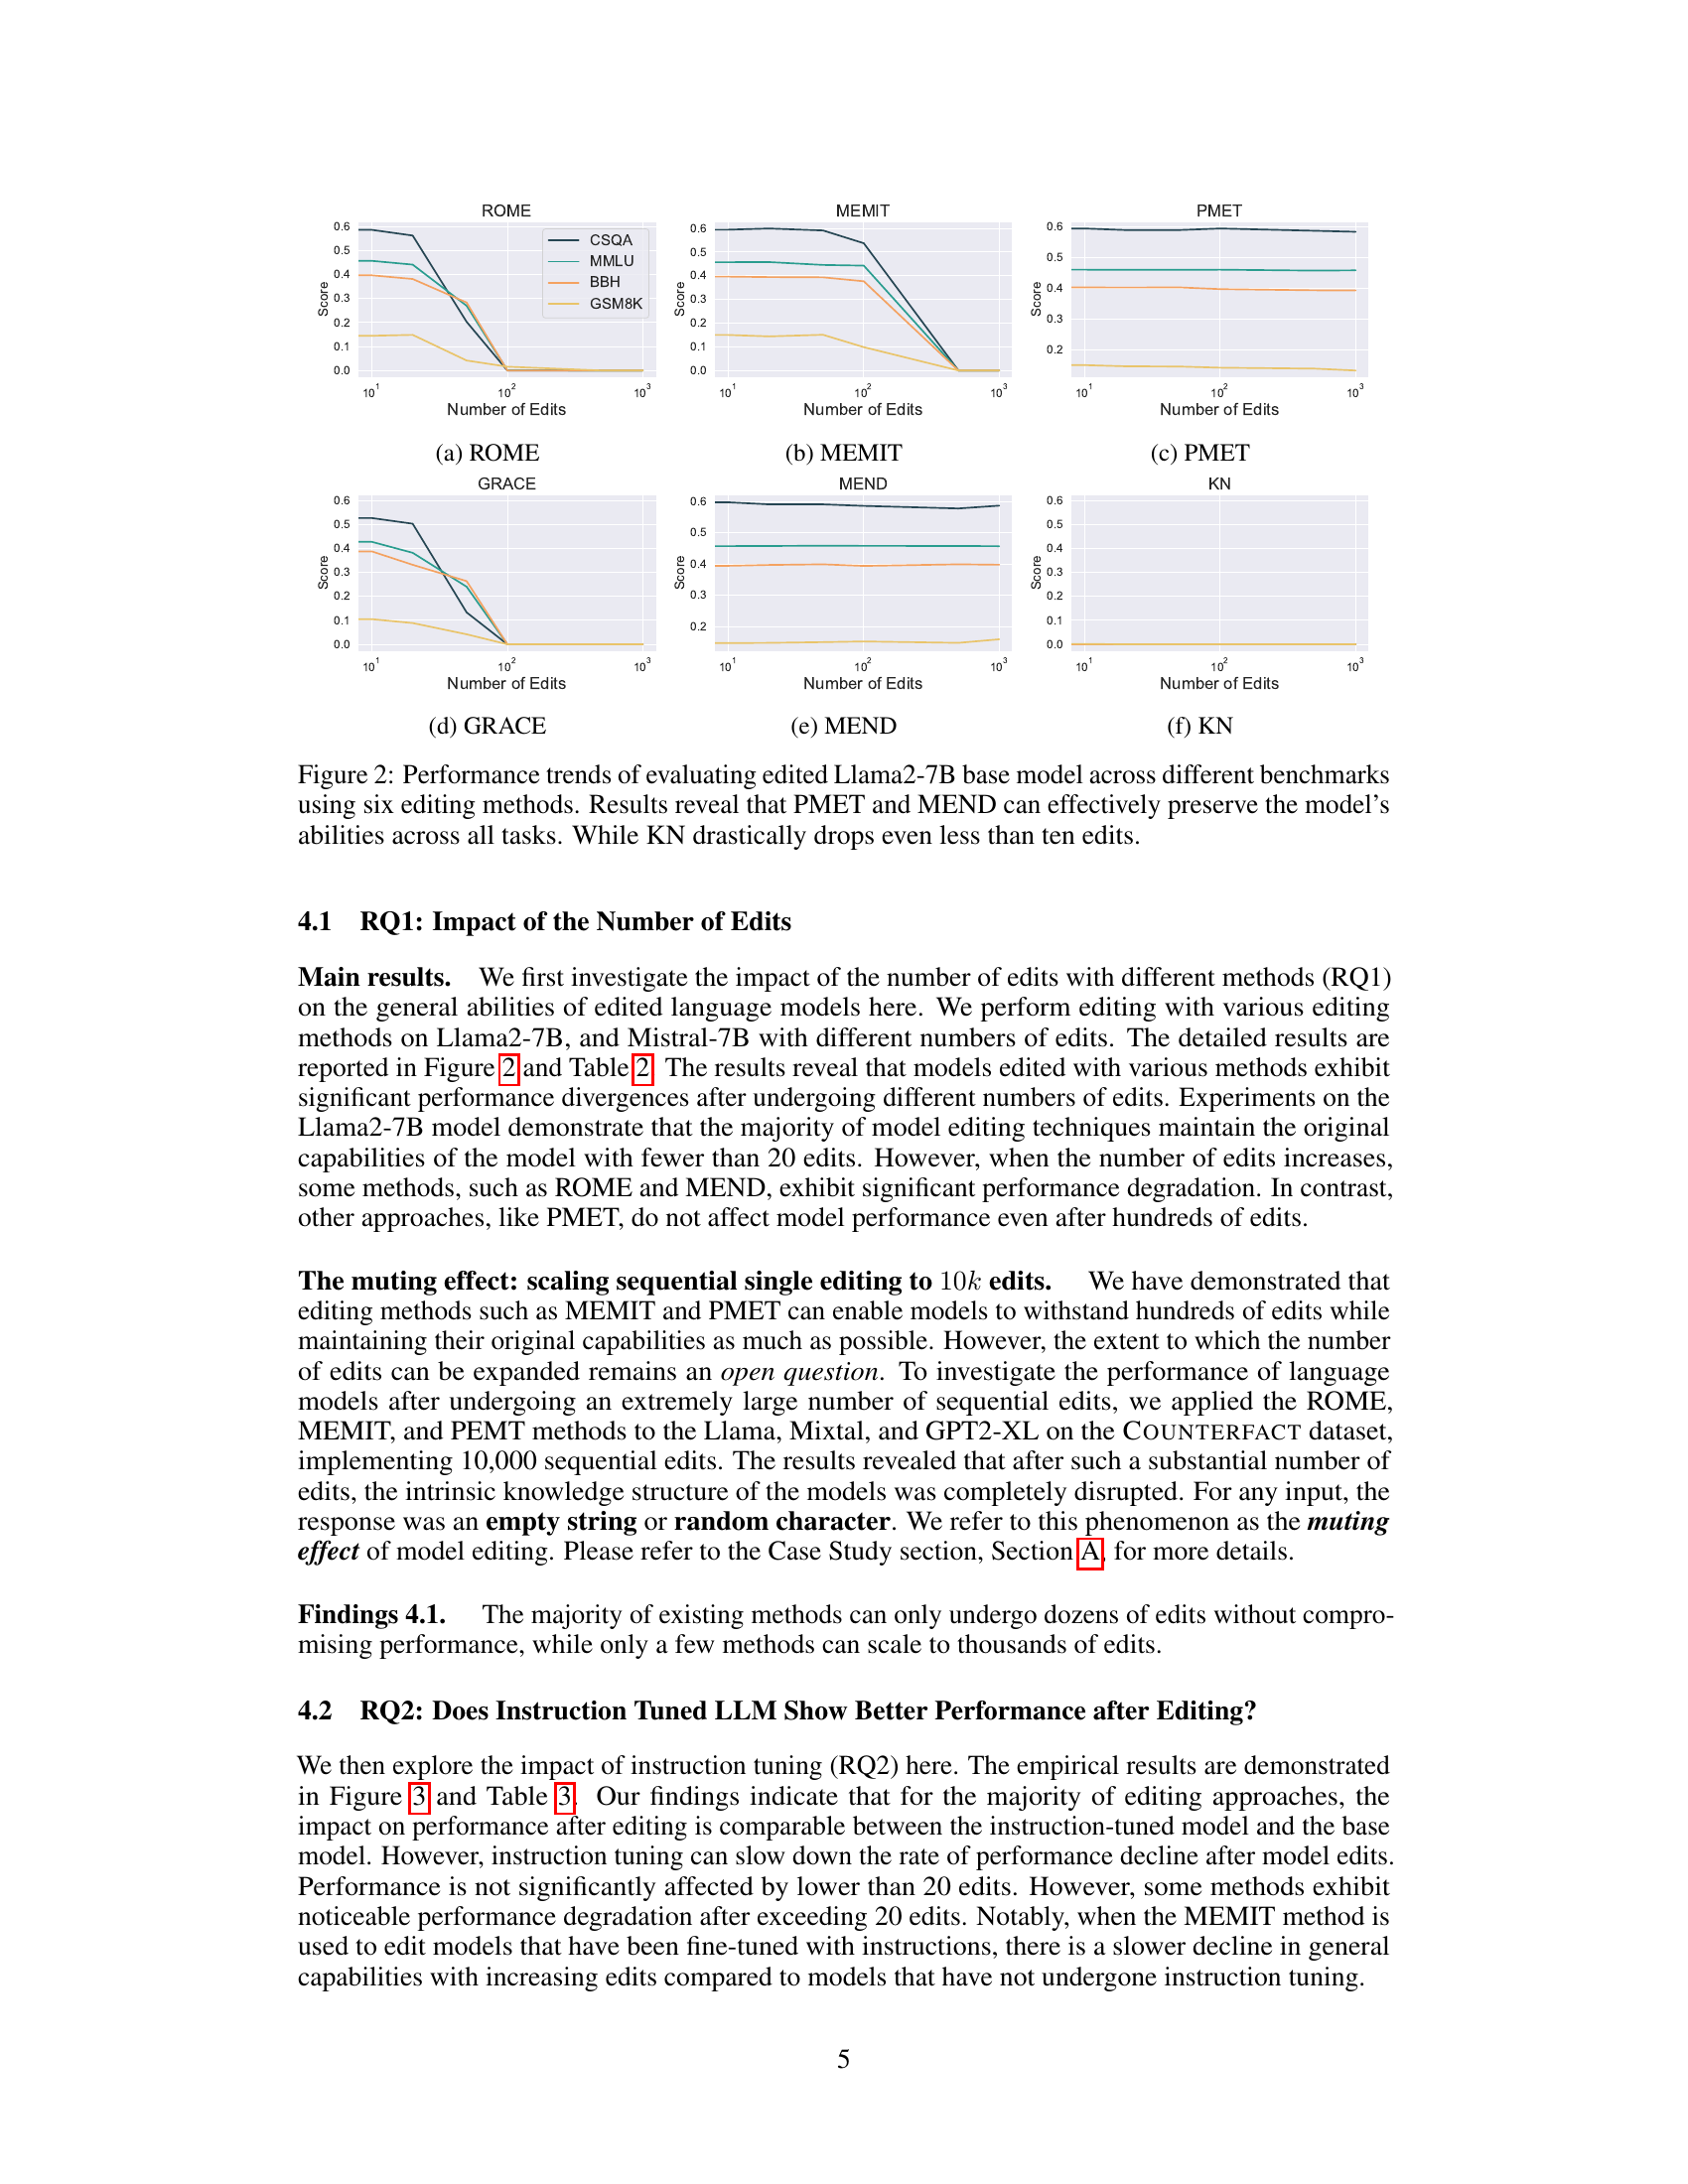 ROME
MEMIT
PMET
0.6
0.5
0.4
0.3
0.2
0.1
0.0
Score
CSQA
MMLU
BBH
GSM8K
10^1
10^2
10^3
Number of Edits
0.6
0.5
0.4
0.3
0.2
0.1
0.0
Score
10^1
10^2
10^3
Number of Edits
0.6
0.5
0.4
0.3
0.2
Score
10^1
10^2
10^3
Number of Edits
(a) ROME
(b) MEMIT
(c) PMET
GRACE
MEND
KN
0.6
0.5
0.4
0.3
0.2
0.1
0.0
Score
10^1
10^2
10^3
Number of Edits
0.6
0.5
0.4
0.3
0.2
Score
10^1
10^2
10^3
Number of Edits
0.6
0.5
0.4
0.3
0.2
0.1
0.0
Score
10^1
10^2
10^3
Number of Edits
(d) GRACE
(e) MEND
(f) KN
Figure 2: Performance trends of evaluating edited Llama2-7B base model across different benchmarks
using six editing methods. Results reveal that PMET and MEND can effectively preserve the model's
abilities across all tasks. While KN drastically drops even less than ten edits.
4.1 RQ1: Impact of the Number of Edits
Main results. We first investigate the impact of the number of edits with different methods (RQ1)
on the general abilities of edited language models here. We perform editing with various editing
methods on Llama2-7B, and Mistral-7B with different numbers of edits. The detailed results are
reported in Figure 2 and Table 2. The results reveal that models edited with various methods exhibit
significant performance divergences after undergoing different numbers of edits. Experiments on the
Llama2-7B model demonstrate that the majority of model editing techniques maintain the original
capabilities of the model with fewer than 20 edits. However, when the number of edits increases,
some methods, such as ROME and MEND, exhibit significant performance degradation. In contrast,
other approaches, like PMET, do not affect model performance even after hundreds of edits.
The muting effect: scaling sequential single editing to 10k edits. We have demonstrated that
editing methods such as MEMIT and PMET can enable models to withstand hundreds of edits while
maintaining their original capabilities as much as possible. However, the extent to which the number
of edits can be expanded remains an open question. To investigate the performance of language
models after undergoing an extremely large number of sequential edits, we applied the ROME,
MEMIT, and PEMT methods to the Llama, Mixtal, and GPT2-XL on the COUNTERFACT dataset,
implementing 10,000 sequential edits. The results revealed that after such a substantial number of
edits, the intrinsic knowledge structure of the models was completely disrupted. For any input, the
response was an empty string or random character. We refer to this phenomenon as the muting
effect of model editing. Please refer to the Case Study section, Section A, for more details.
Findings 4.1. The majority of existing methods can only undergo dozens of edits without compro-
mising performance, while only a few methods can scale to thousands of edits.
4.2 RQ2: Does Instruction Tuned LLM Show Better Performance after Editing?
We then explore the impact of instruction tuning (RQ2) here. The empirical results are demonstrated
in Figure 3 and Table 3. Our findings indicate that for the majority of editing approaches, the
impact on performance after editing is comparable between the instruction-tuned model and the base
model. However, instruction tuning can slow down the rate of performance decline after model edits.
Performance is not significantly affected by lower than 20 edits. However, some methods exhibit
noticeable performance degradation after exceeding 20 edits. Notably, when the MEMIT method is
used to edit models that have been fine-tuned with instructions, there is a slower decline in general
capabilities with increasing edits compared to models that have not undergone instruction tuning.
5